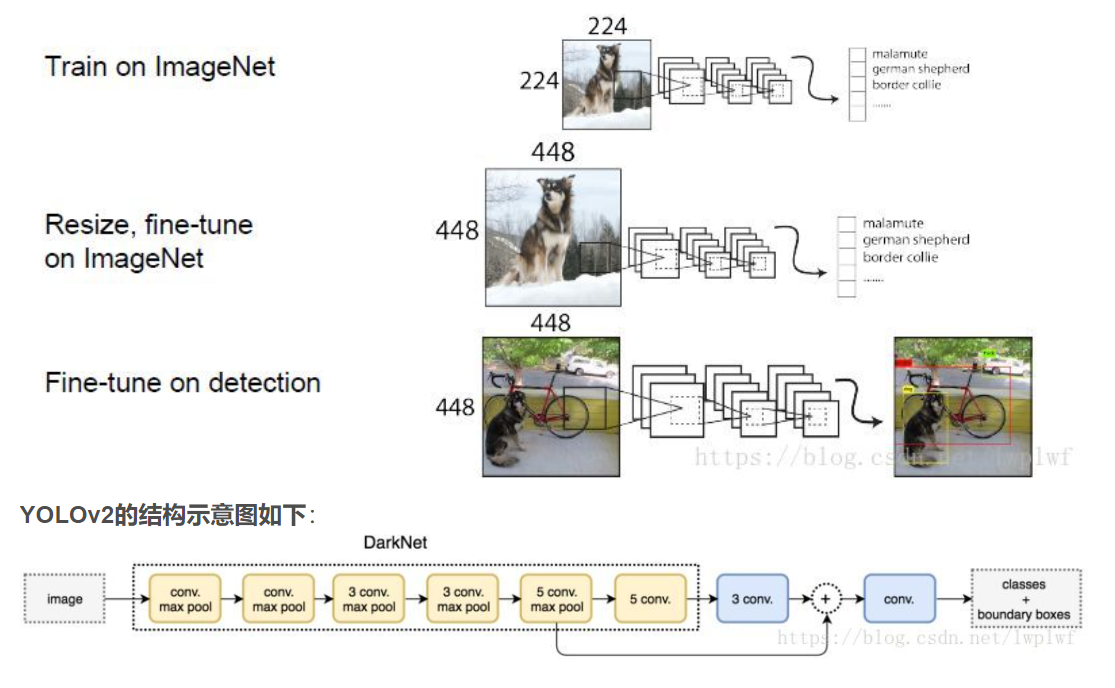 224
Train on ImageNet
224
malamute
german shepherd
border collie
.......
448
Resize, fine-tune
on ImageNet
448
malamute
german shepherd
border collie
.......
448
Fine-tune on detection
448
https://blog.csdn.net/lwplwf
YOLOv2的结构示意图如下：
DarkNet
image
conv.
max pool
conv.
max pool
3 conv.
max pool
3 conv.
max pool
5 conv.
max pool
5 conv.
3 conv.
+
conv.
classes
+
boundary boxes
https://blog.csdn.net/lwplwf